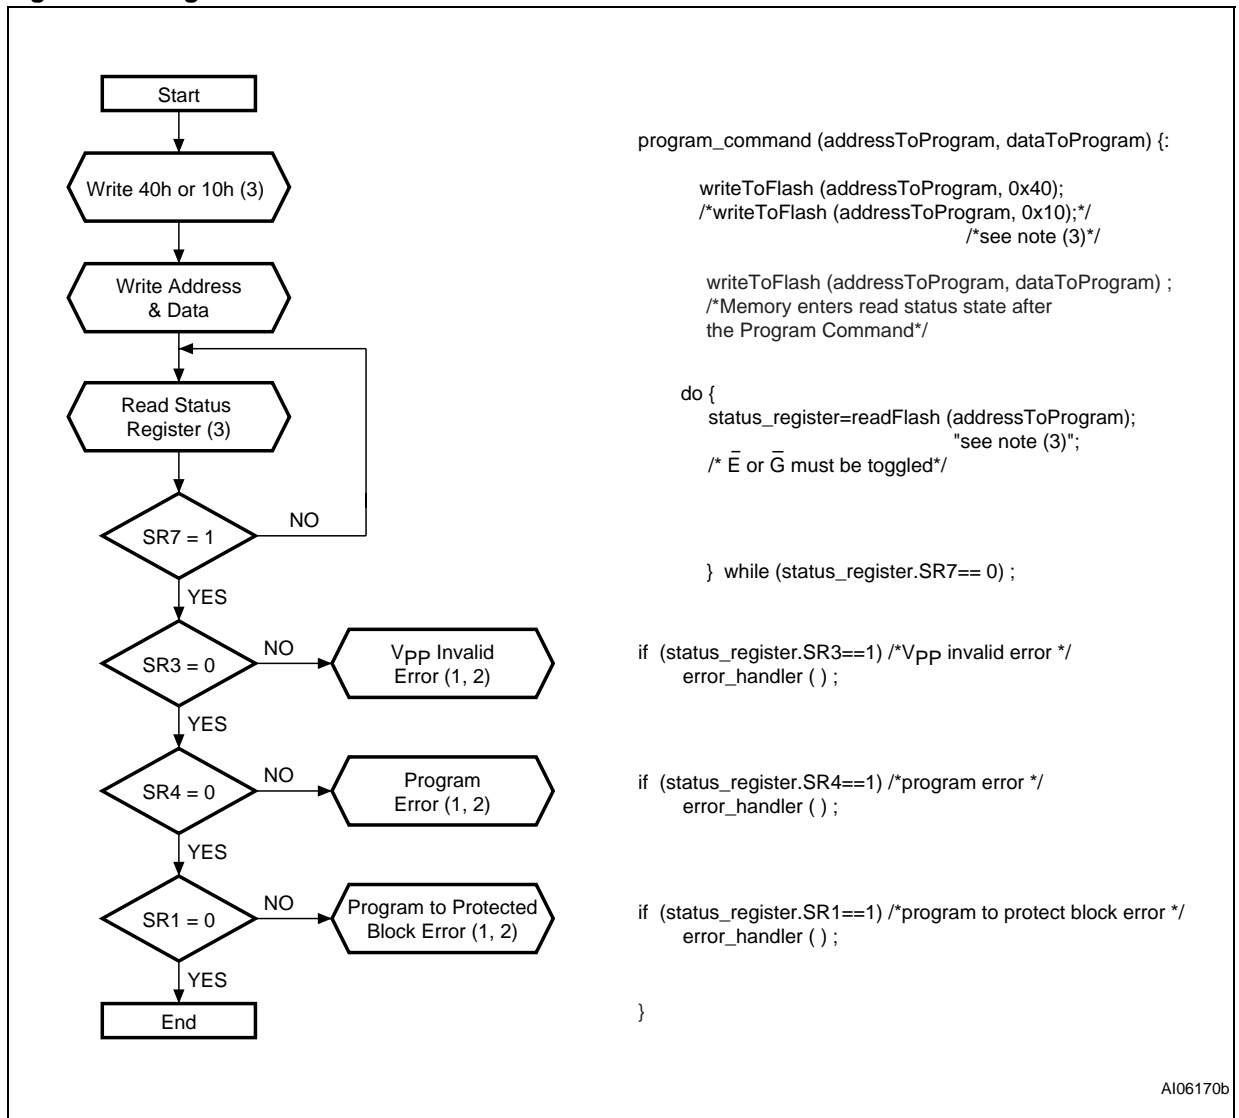 Start
Write 40h or 10h (3)
Write Address
& Data
Read Status
Register (3)
SR7 = 1
NO
YES
SR3 = 0
NO
VPP Invalid
Error (1, 2)
YES
SR4 = 0
NO
Program
Error (1, 2)
YES
SR1 = 0
NO
Program to Protected
Block Error (1, 2)
YES
End
program_command (addressToProgram, dataToProgram) {:
writeToFlash (addressToProgram, 0x40);
/*writeToFlash (addressToProgram, 0x10);*/
/*see note (3)*/
writeToFlash (addressToProgram, dataToProgram) ;
/*Memory enters read status state after
the Program Command*/
do {
status_register=readFlash (addressToProgram);
"see note (3)";
/* E̅ or G̅ must be toggled*/
} while (status_register.SR7== 0) ;
if (status_register.SR3==1) /*VPP invalid error */
error_handler ( ) ;
if (status_register.SR4==1) /*program error */
error_handler ( ) ;
if (status_register.SR1==1) /*program to protect block error */
error_handler ( ) ;
}
AI06170b